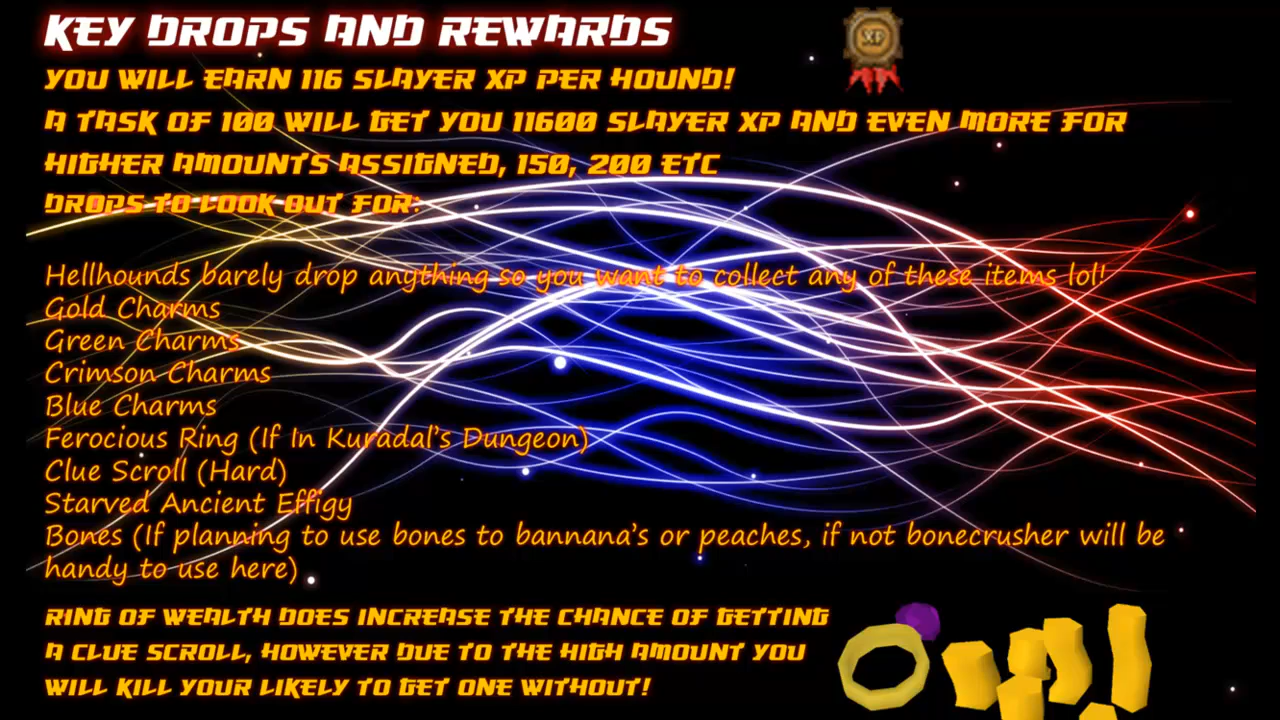 KEY DROPS AND REWARDS
XP
YOU WILL EARN 116 SLAYER XP PER HOUND!
A TASK OF 100 WILL GET YOU 11600 SLAYER XP AND EVEN MORE FOR
HIGHER AMOUNTS ASSIGNED, 150, 200 ETC
DROPS TO LOOK OUT FOR:
Hellhounds barely drop anything so you want to collect any of these items lol!
Gold Charms
Green Charms
Crimson Charms
Blue Charms
Ferocious Ring (If In Kuradal's Dungeon)
Clue Scroll (Hard)
Starved Ancient Effigy
Bones (If planning to use bones to bannana's or peaches, if not bonecrusher will be
handy to use here)
RING OF WEALTH DOES INCREASE THE CHANCE OF GETTING
A CLUE SCROLL, HOWEVER DUE TO THE HIGH AMOUNT YOU
WILL KILL YOUR LIKELY TO GET ONE WITHOUT!